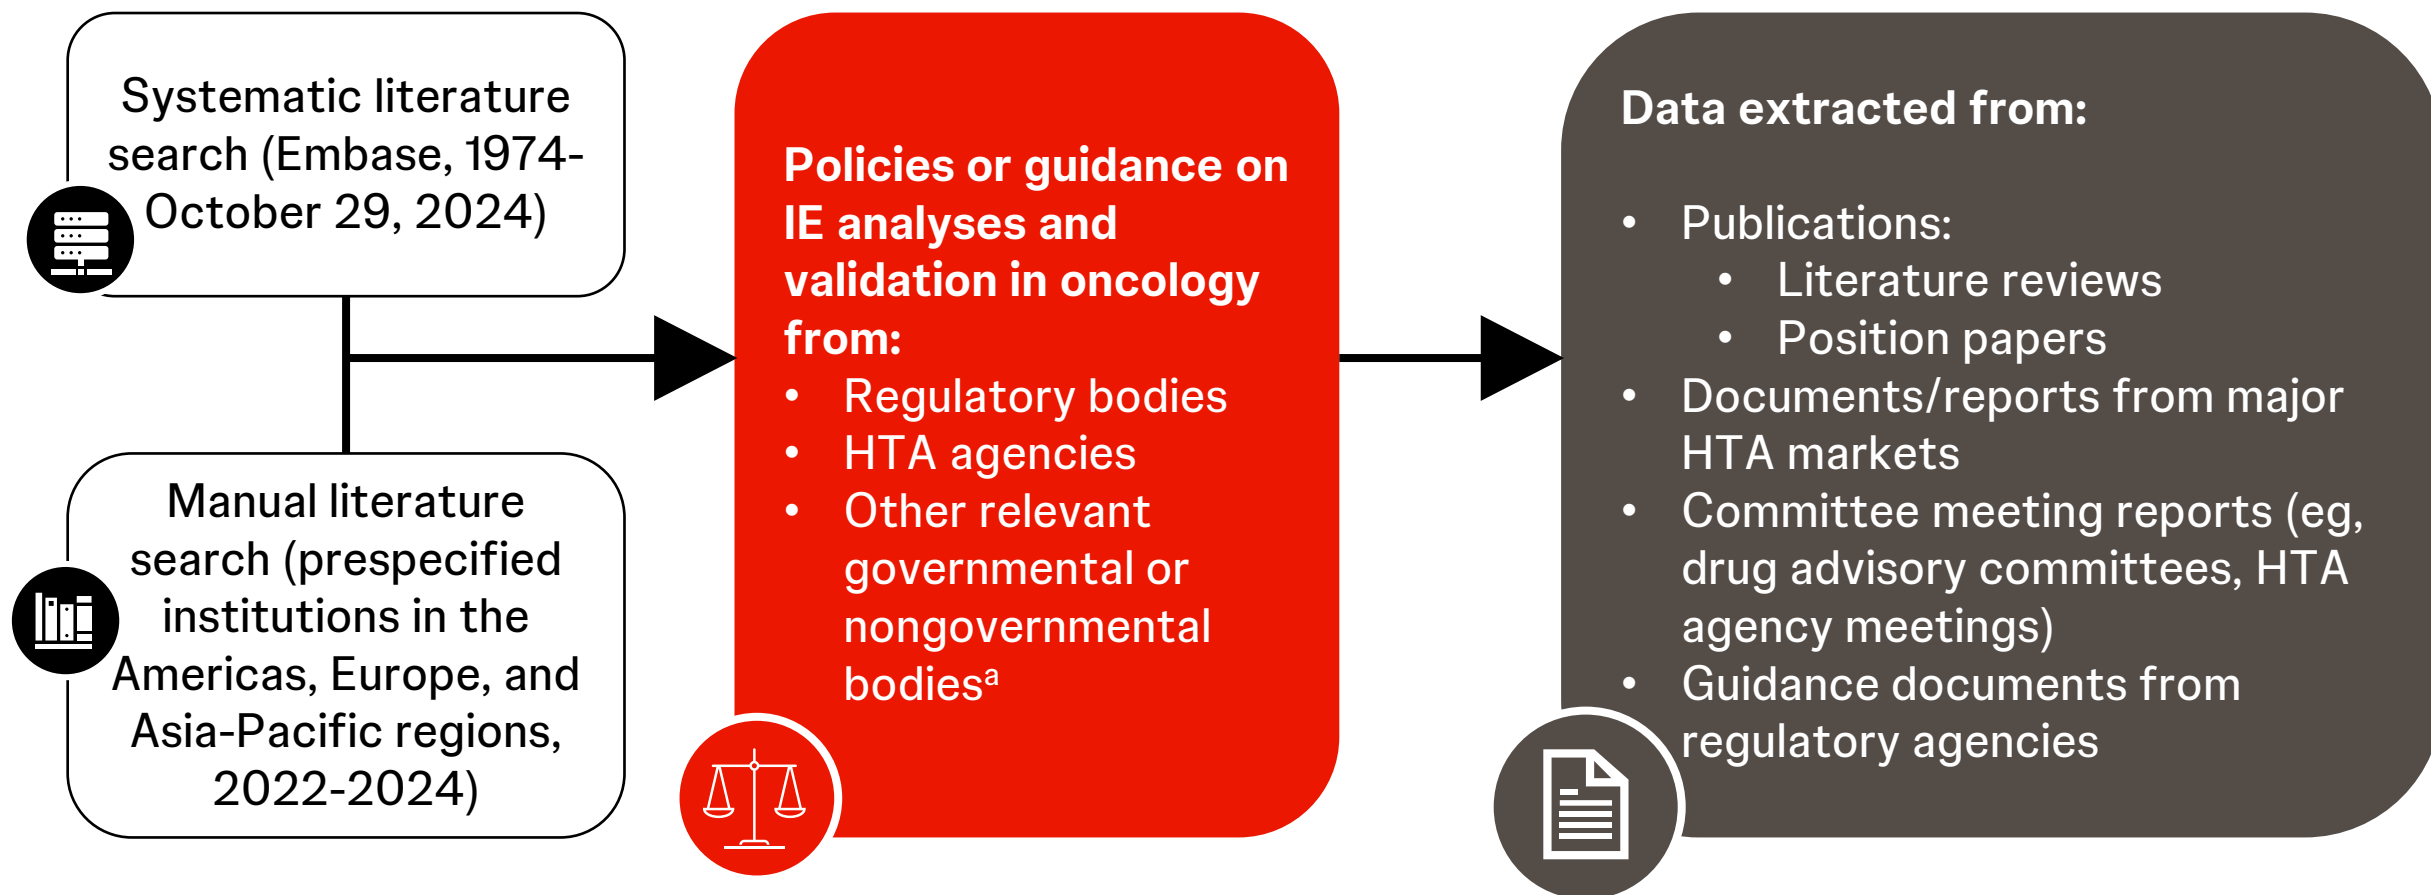 Systematic literature
search (Embase, 1974-
October 29, 2024)
Manual literature
search (prespecified
institutions in the
Americas, Europe, and
Asia-Pacific regions,
2022-2024)
Policies or guidance on
IE analyses and
validation in oncology
from:
• Regulatory bodies
• HTA agencies
• Other relevant
governmental or
nongovernmental
bodiesᵃ
Data extracted from:
• Publications:
• Literature reviews
• Position papers
• Documents/reports from major
HTA markets
• Committee meeting reports (eg,
drug advisory committees, HTA
agency meetings)
• Guidance documents from
regulatory agencies